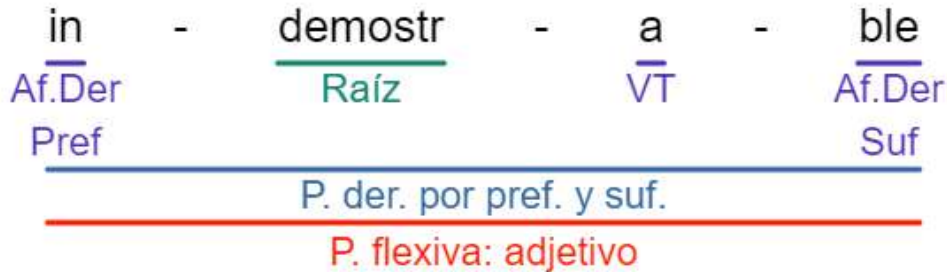 in - demostr - a - ble
Af.Der Raíz VT Af.Der
Pref Suf
P. der. por pref. y suf.
P. flexiva: adjetivo